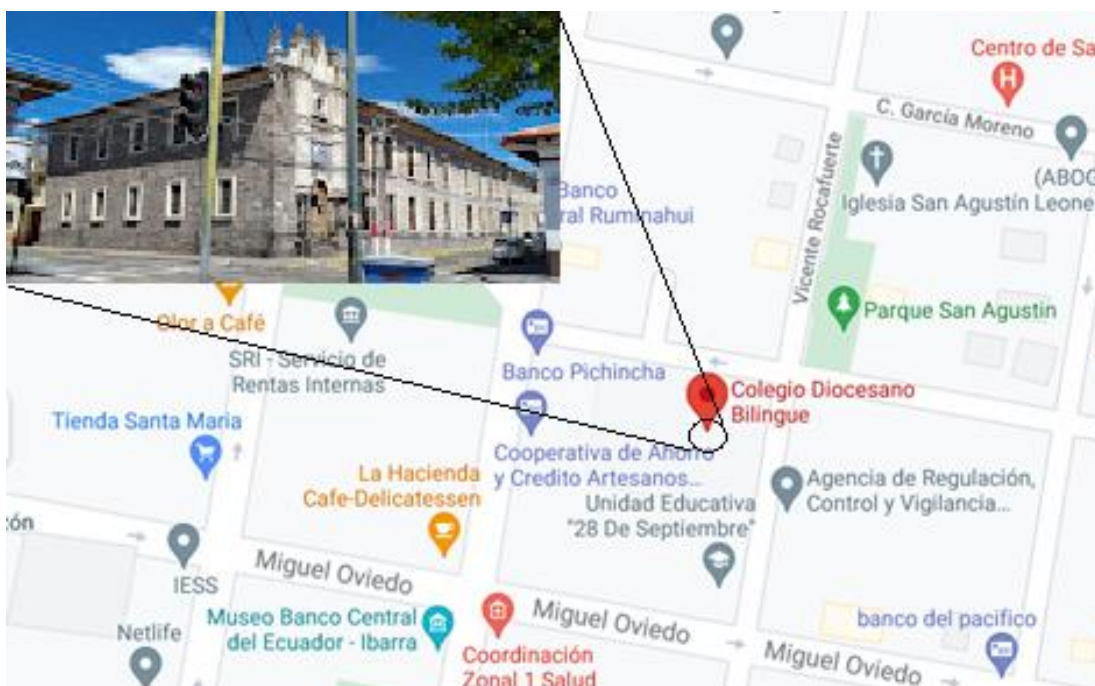 Centro de Sa
C. García Moreno
(ABOG
Iglesia San Agustín Leone
Vicente Rocafuerte
Banco
ral Ruminahui
Parque San Agustín
Olor a Café
SRI - Servicio de
Rentas Internas
Banco Pichincha
Colegio Diocesano
Bilingue
Tienda Santa Maria
Cooperativa de Ahorro
y Credito Artesanos...
La Hacienda
Cafe-Delicatessen
Agencia de Regulación,
Control y Vigilancia...
Unidad Educativa
"28 De Septiembre"
zón
IESS
Miguel Oviedo
Museo Banco Central
del Ecuador - Ibarra
Miguel Oviedo
Netlife
banco del pacifico
Coordinación
Zonal 1 Salud
Miguel Oviedo